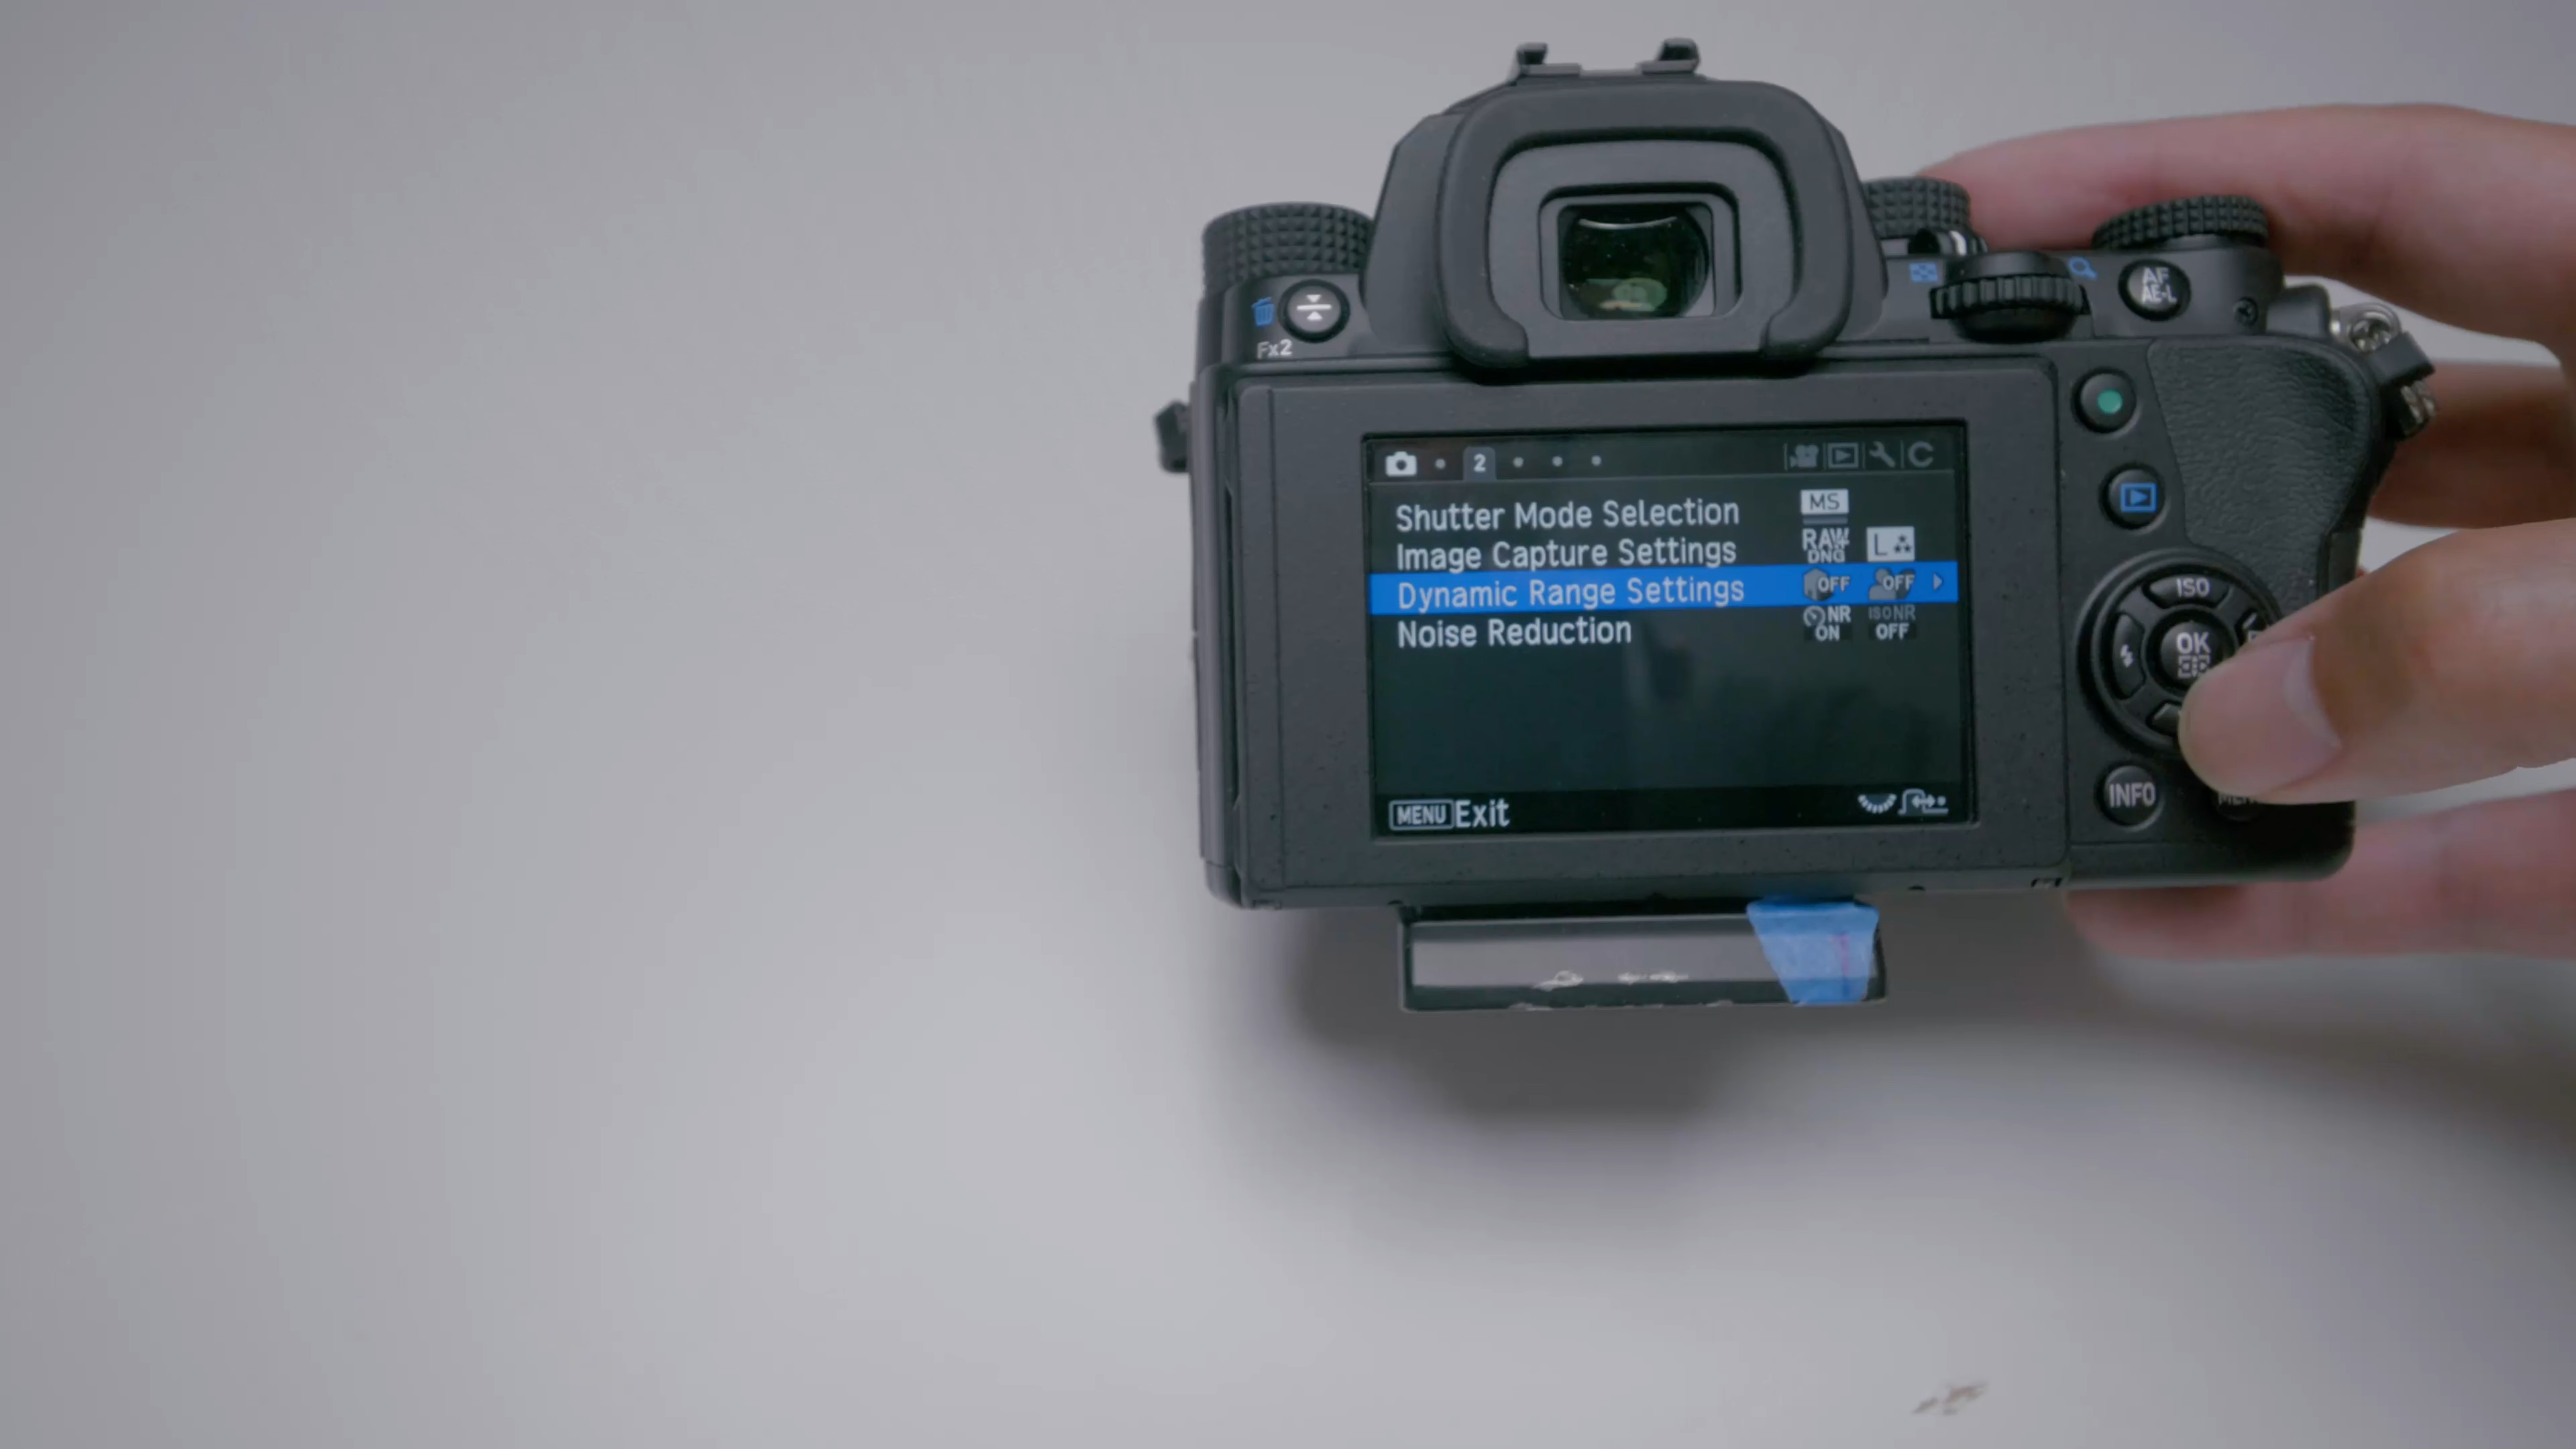 Fx2
AF
AE-L
2
C
Shutter Mode Selection MS
Image Capture Settings RAW+ DNG L
Dynamic Range Settings OFF OFF
Noise Reduction NR ON ISO NR OFF
MENU Exit
ISO
OK
INFO